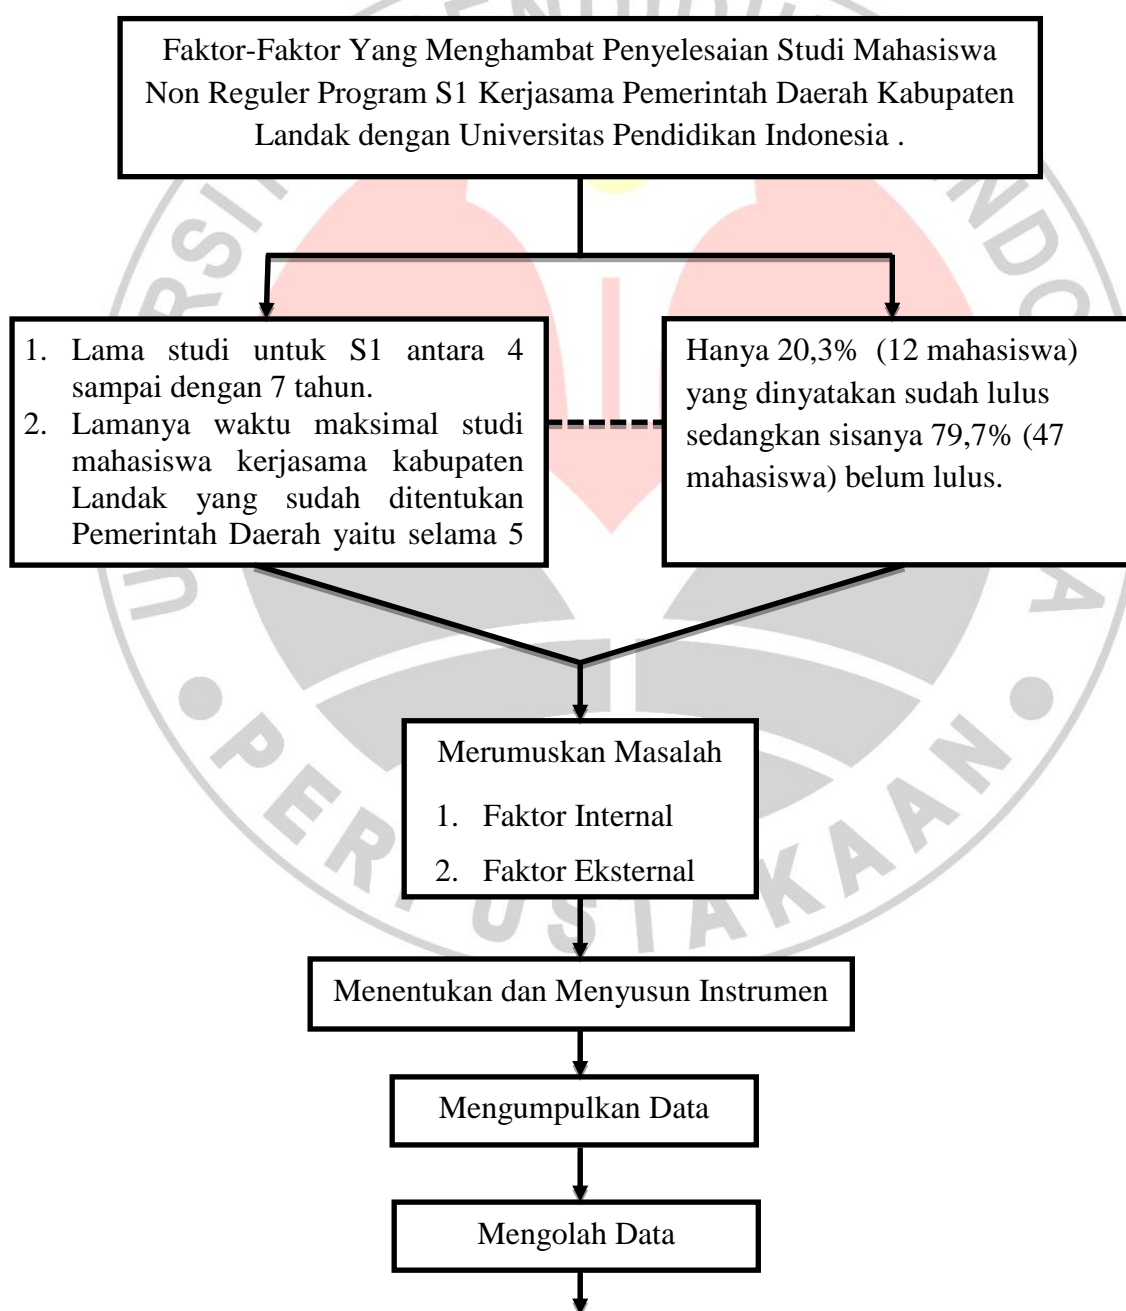 Faktor-Faktor Yang Menghambat Penyelesaian Studi Mahasiswa
Non Reguler Program S1 Kerjasama Pemerintah Daerah Kabupaten
Landak dengan Universitas Pendidikan Indonesia .
1. Lama studi untuk S1 antara 4
sampai dengan 7 tahun.
2. Lamanya waktu maksimal studi
mahasiswa kerjasama kabupaten
Landak yang sudah ditentukan
Pemerintah Daerah yaitu selama 5
Hanya 20,3% (12 mahasiswa)
yang dinyatakan sudah lulus
sedangkan sisanya 79,7% (47
mahasiswa) belum lulus.
Merumuskan Masalah
1. Faktor Internal
2. Faktor Eksternal
Menentukan dan Menyusun Instrumen
Mengumpulkan Data
Mengolah Data